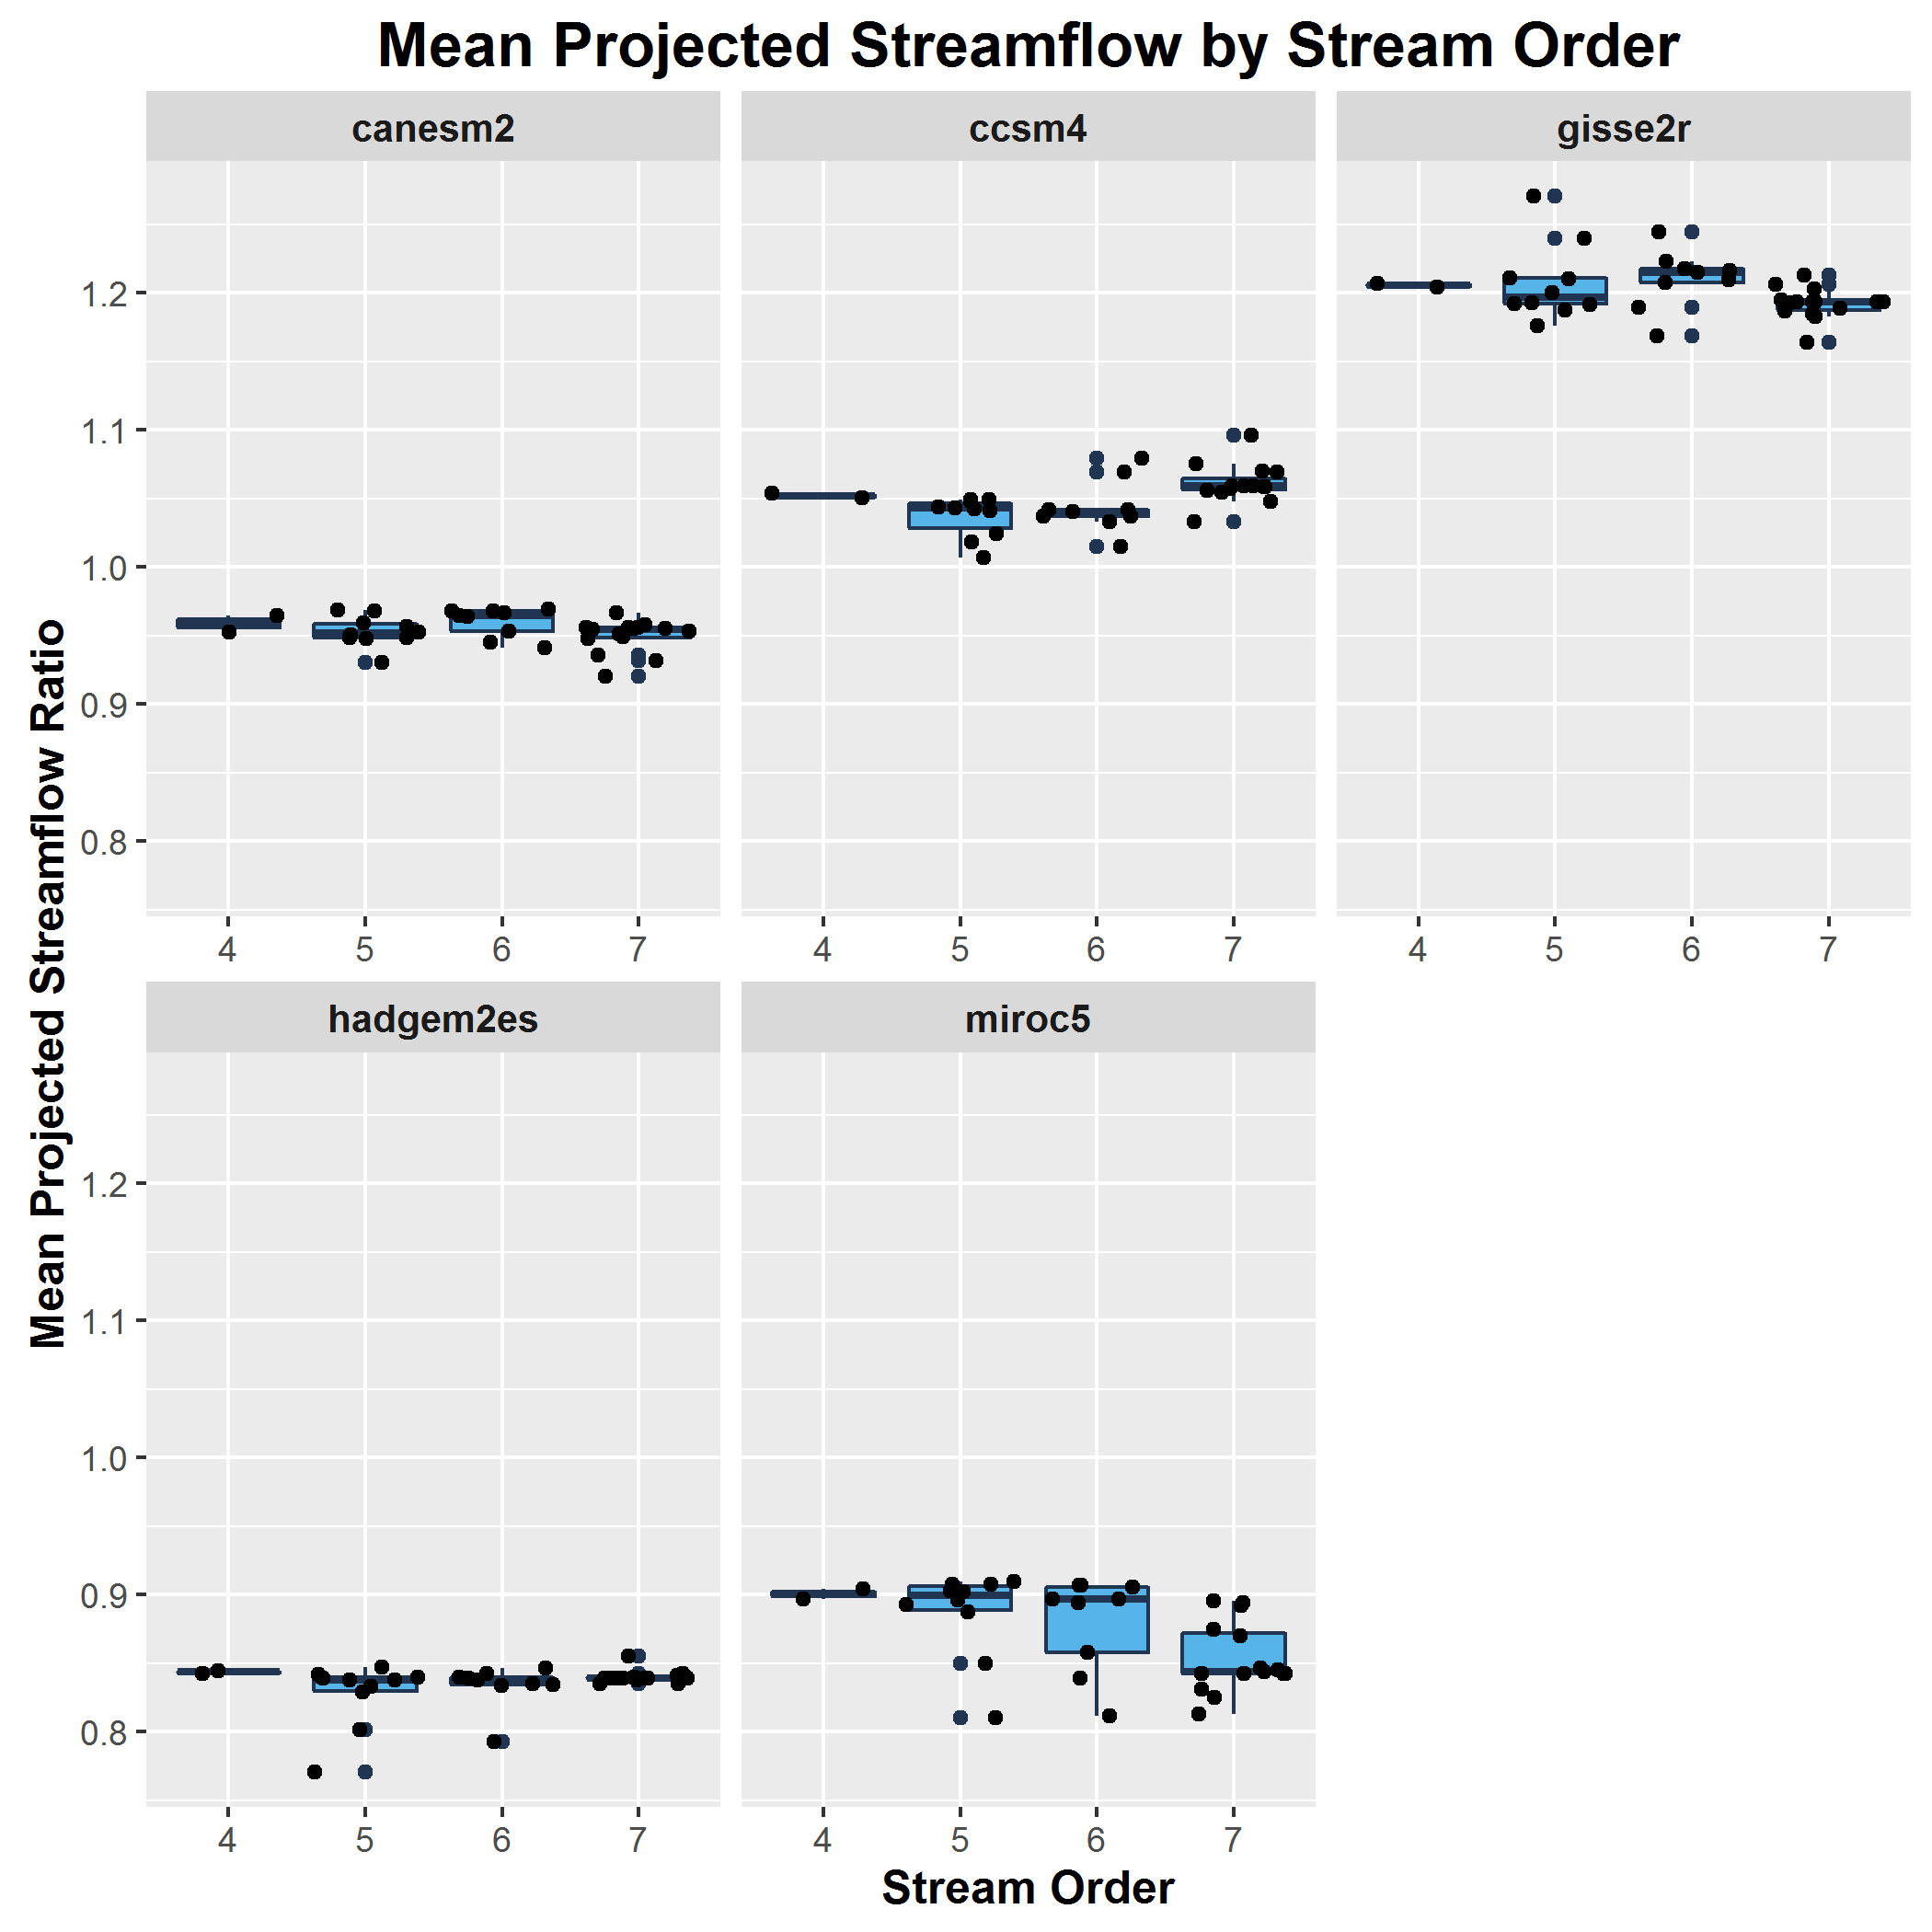 Mean Projected Streamflow by Stream Order
canesm2 ccsm4 gisse2r
Mean Projected Streamflow Ratio
1.2
1.1
1.0
0.9
0.8
4 5 6 7 4 5 6 7 4 5 6 7
hadgem2es miroc5
1.2
1.1
1.0
0.9
0.8
4 5 6 7 4 5 6 7
Stream Order